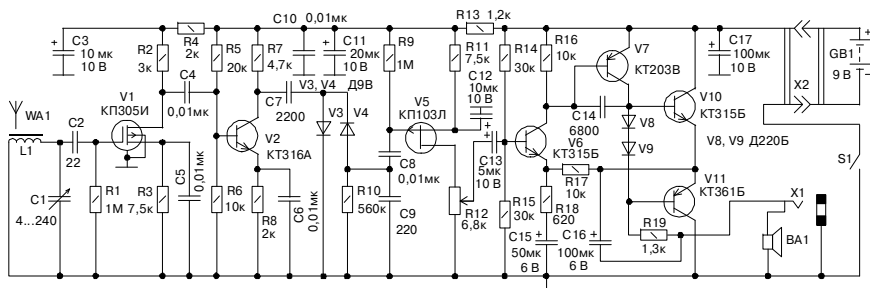 C3
10 мк
10 В
R2
3к
R4
2к
R5
20к
R7
4,7к
C10 0,01мк
C11
20мк
10 В
R9
1М
R13 1,2к
R11
7,5к
R14
30к
R16
10к
V7
КТ203В
C17
100мк
10 В
GB1
9 В
X2
V1
КП305И
C4
0,01мк
C7
2200
V3, V4 Д9В
V3
V4
V5
КП103Л
C12
10мк
10 В
C14
6800
V10
КТ315Б
WA1
L1
C2
22
V2
КТ316А
C8
0,01мк
C13
5мк
10 В
V6
КТ315Б
V8
V9
V8, V9 Д220Б
S1
C1
4...240
R1
1М
R3
7,5к
C5
0,01мк
R6
10к
R8
2к
C6
0,01мк
R10
560к
C9
220
R12
6,8к
R15
30к
R17
10к
R18
620
V11
КТ361Б
R19
1,3к
X1
BA1
C15
50мк
6 В
C16
100мк
6 В